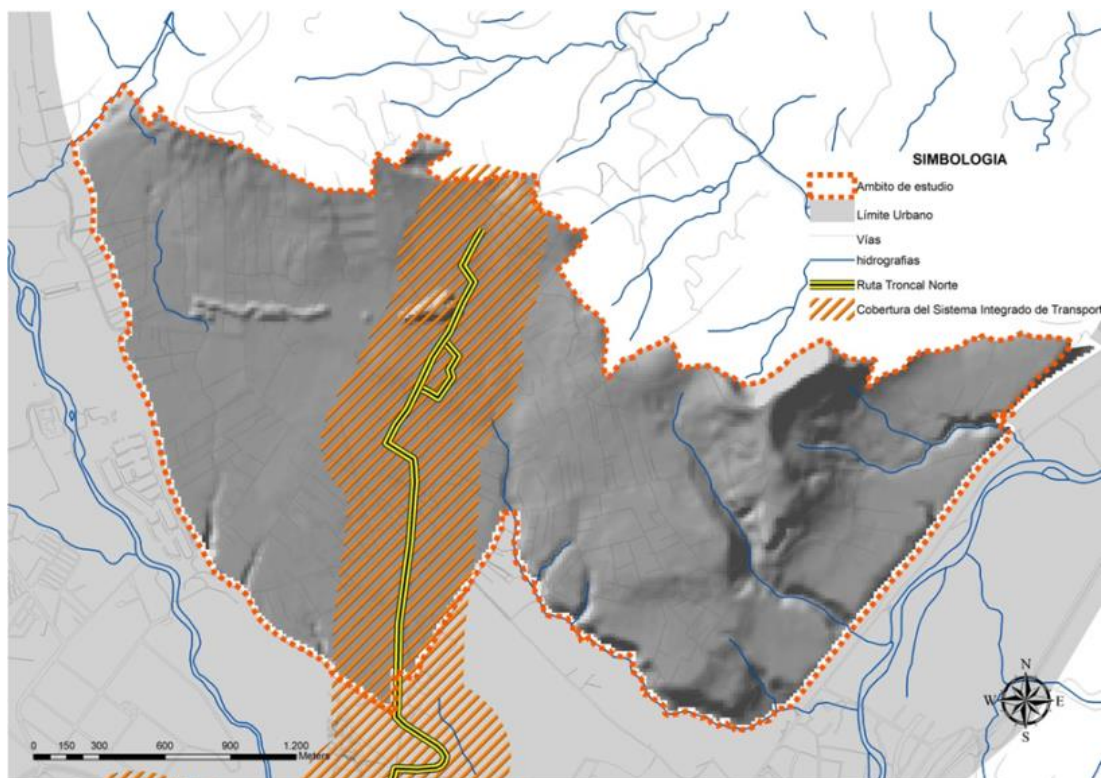 SIMBOLOGIA
Ambito de estudio
Límite Urbano
Vías
hidrografias
Ruta Troncal Norte
Cobertura del Sistema Integrado de Transport
N
W E
S
0 150 300 600 900 1.200
Meters